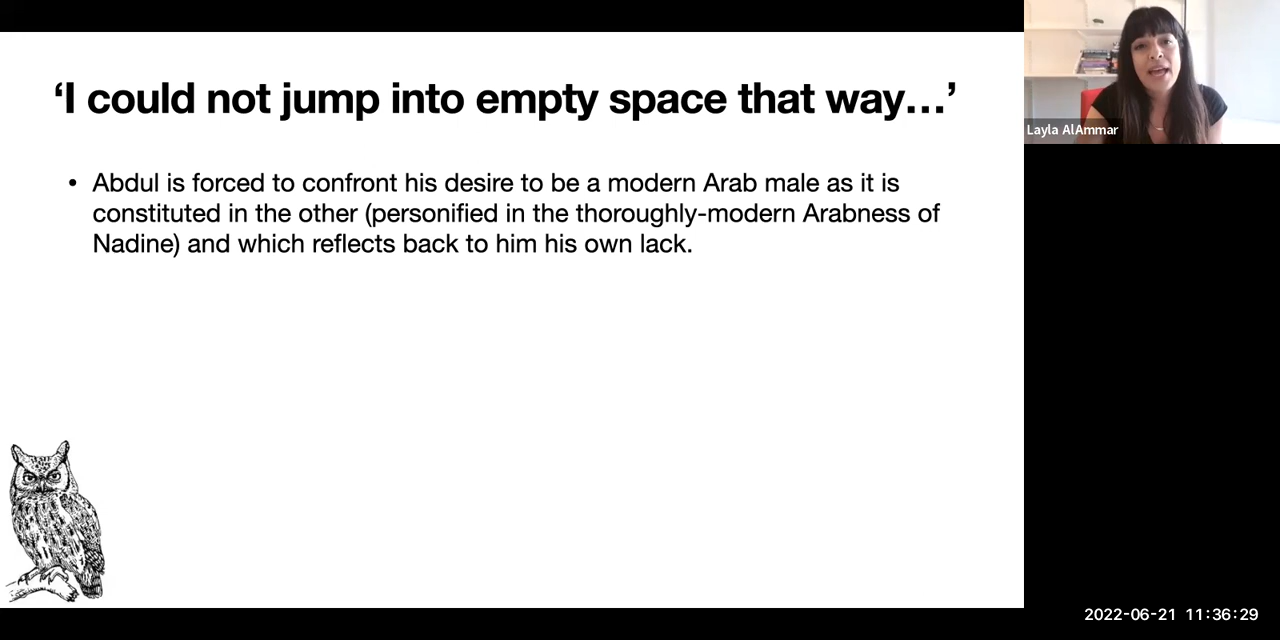 ‘I could not jump into empty space that way…’
• Abdul is forced to confront his desire to be a modern Arab male as it is
constituted in the other (personified in the thoroughly-modern Arabness of
Nadine) and which reflects back to him his own lack.
Layla AlAmmar
2022-06-21 11:36:29